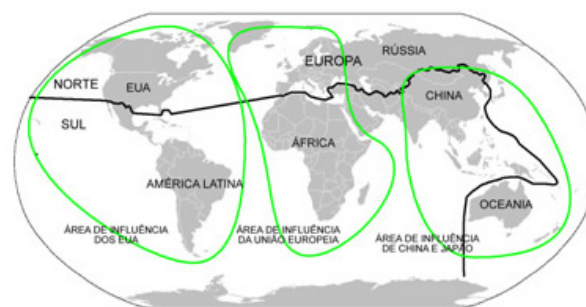 RÚSSIA
EUROPA
NORTE
EUA
CHINA
SUL
ÁFRICA
AMÉRICA LATINA
OCEANIA
ÁREA DE INFLUÊNCIA
DOS EUA
ÁREA DE INFLUÊNCIA
DA UNIÃO EUROPEIA
ÁREA DE INFLUÊNCIA
DE CHINA E JAPÃO